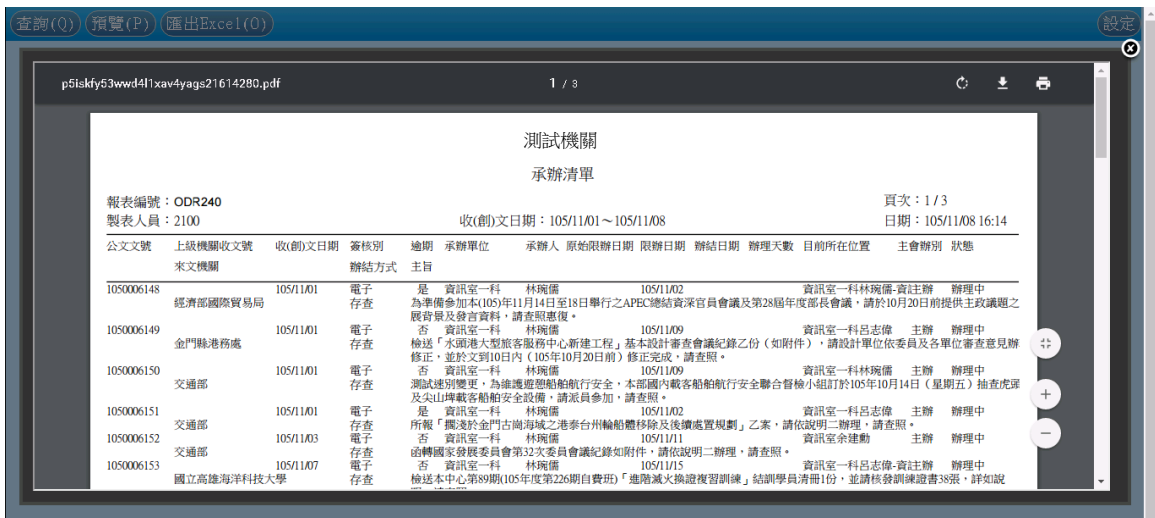 查詢(Q) 預覽(P) 匯出Excel(O) 設定
p5iskfy53wwd4l1xav4yags21614280.pdf 1 / 3
測試機關
承辦清單
報表編號：ODR240 頁次：1/3
製表人員：2100 收(創)文日期：105/11/01～105/11/08 日期：105/11/08 16:14
公文文號 上級機關收文號 收(創)文日期 簽核別 逾期 承辦單位 承辦人 原始限辦日期 限辦日期 辦結日期 辦理天數 目前所在位置 主會辦別 狀態
來文機關 辦結方式 主旨
1050006148 105/11/01 電子 是 資訊室一科 林琬儒 105/11/02 資訊室一科林琬儒-資主辦 辦理中
經濟部國際貿易局 存查 為準備參加本(105)年11月14日至18日舉行之APEC總結資深官員會議及第28屆年度部長會議，請於10月20日前提供主政議題之
展背景及發言資料，請查照惠復。
1050006149 105/11/01 電子 否 資訊室一科 林琬儒 105/11/09 資訊室一科呂志偉 主辦 辦理中
金門縣港務處 存查 檢送「水頭港大型旅客服務中心新建工程」基本設計審查會議紀錄乙份（如附件），請設計單位依委員及各單位審查意見辦
修正，並於文到10日內（105年10月20日前）修正完成，請查照。
1050006150 105/11/01 電子 否 資訊室一科 林琬儒 105/11/09 資訊室一科林琬儒 主辦 辦理中
交通部 存查 測試速別變更，為維護遊憩船舶航行安全，本部國內載客船舶航行安全聯合督檢小組訂於105年10月14日（星期五）抽查虎頭
及尖山埤載客船舶安全設備，請派員參加，請查照。
1050006151 105/11/01 電子 是 資訊室一科 林琬儒 105/11/02 資訊室一科呂志偉 主辦 辦理中
交通部 存查 所報「擱淺於金門古崗海域之港泰台州輪船體移除及後續處置規劃」乙案，請依說明二辦理，請查照。
1050006152 105/11/03 電子 否 資訊室一科 林琬儒 105/11/11 資訊室余建勳 主辦 辦理中
交通部 存查 函轉國家發展委員會第32次委員會議紀錄如附件，請依說明二辦理，請查照。
1050006153 105/11/07 電子 否 資訊室一科 林琬儒 105/11/15 資訊室一科呂志偉-資主辦 辦理中
國立高雄海洋科技大學 存查 檢送本中心第89期(105年度第226期自費班)「進階滅火換證複習訓練」結訓學員清冊1份，並請核發訓練證書38張，詳如說